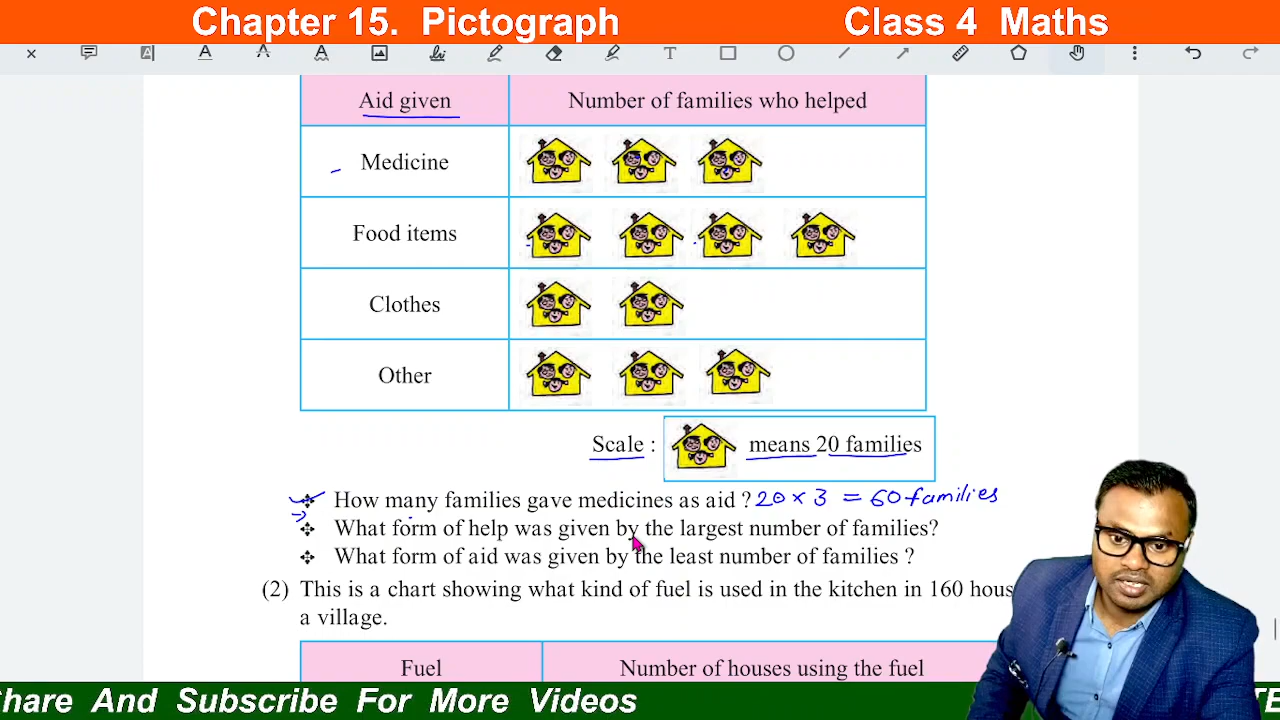 Chapter 15.  Pictograph Class 4  Maths
Aid given Number of families who helped
Medicine
Food items
Clothes
Other
Scale : means 20 families
How many families gave medicines as aid ? 20 × 3 = 60 families
What form of help was given by the largest number of families?
What form of aid was given by the least number of families ?
(2) This is a chart showing what kind of fuel is used in the kitchen in 160 hous
a village.
Fuel Number of houses using the fuel
Share And Subscribe For More Videos